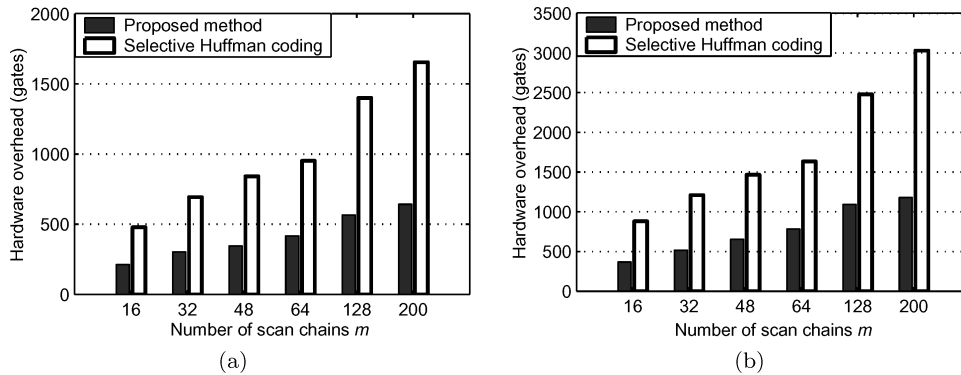 Proposed method
Selective Huffman coding
Hardware overhead (gates)
2000
1500
1000
500
0
16 32 48 64 128 200
Number of scan chains m
(a)
Proposed method
Selective Huffman coding
Hardware overhead (gates)
3500
3000
2500
2000
1500
1000
500
0
16 32 48 64 128 200
Number of scan chains m
(b)